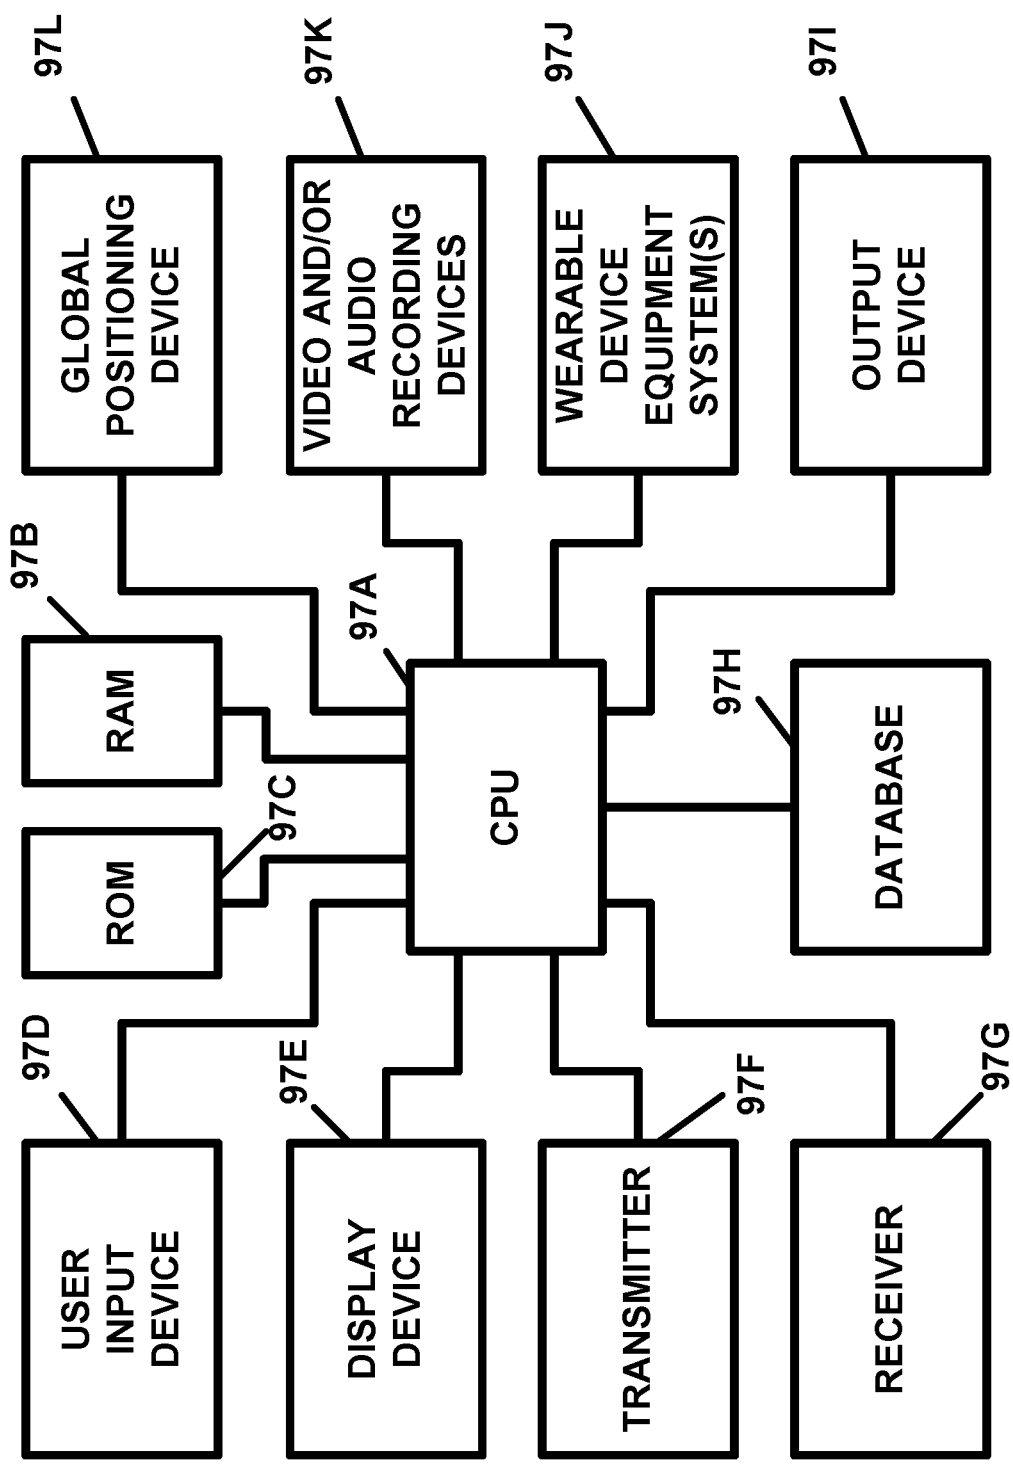 97D
USER
INPUT
DEVICE
97E
DISPLAY
DEVICE
97F
TRANSMITTER
97G
RECEIVER
97C
ROM
97B
RAM
97A
CPU
97H
DATABASE
97L
GLOBAL
POSITIONING
DEVICE
97K
VIDEO AND/OR
AUDIO
RECORDING
DEVICES
97J
WEARABLE
DEVICE
EQUIPMENT
SYSTEM(S)
97I
OUTPUT
DEVICE